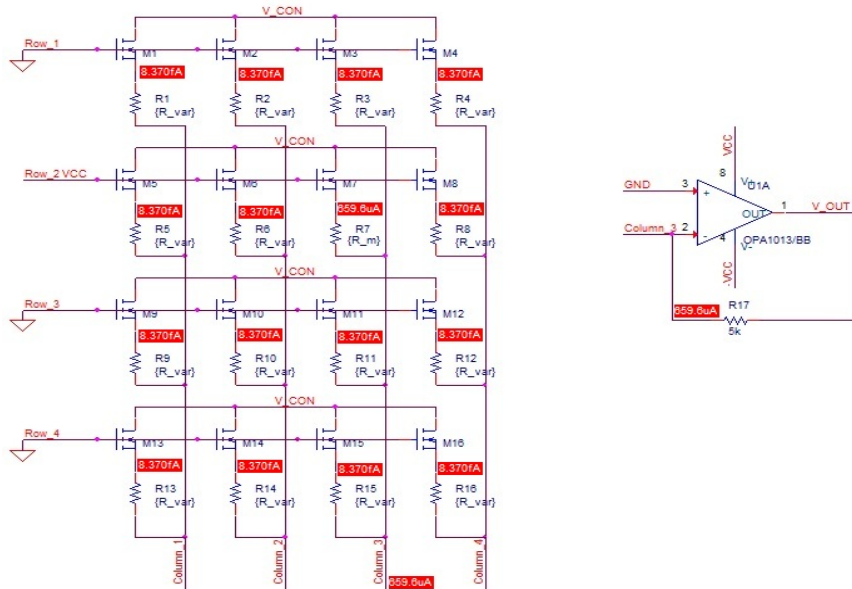 V_CON
Row_1
M1 M2 M3 M4
8.370fA 8.370fA 8.370fA 8.370fA
R1 R2 R3 R4
{R_var} {R_var} {R_var} {R_var}
V_CON
Row_2 VCC
M5 M6 M7 M8
8.370fA 8.370fA 659.6uA 8.370fA
R5 R6 R7 R8
{R_var} {R_var} {R_m} {R_var}
V_CON
Row_3
M9 M10 M11 M12
8.370fA 8.370fA 8.370fA 8.370fA
R9 R10 R11 R12
{R_var} {R_var} {R_var} {R_var}
V_CON
Row_4
M13 M14 M15 M16
8.370fA 8.370fA 8.370fA 8.370fA
R13 R14 R15 R16
{R_var} {R_var} {R_var} {R_var}
Column_1 Column_2 Column_3 Column_4
659.6uA
VCC
8 V+ U1A
GND 3 +
OUT 1 V_OUT
Column_3 2 -
4 V- OPA1013/BB
-VCC
659.6uA R17
5k